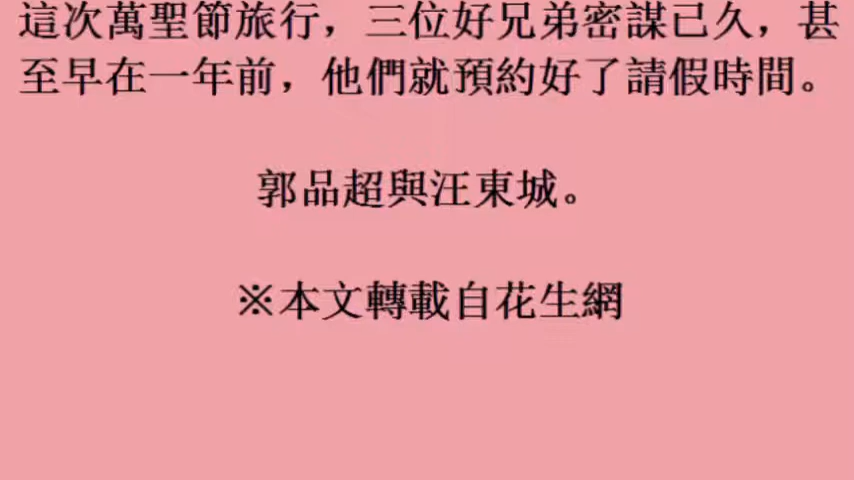 這次萬聖節旅行，三位好兄弟密謀已久，甚
至早在一年前，他們就預約好了請假時間。
郭品超與汪東城。
※本文轉載自花生網